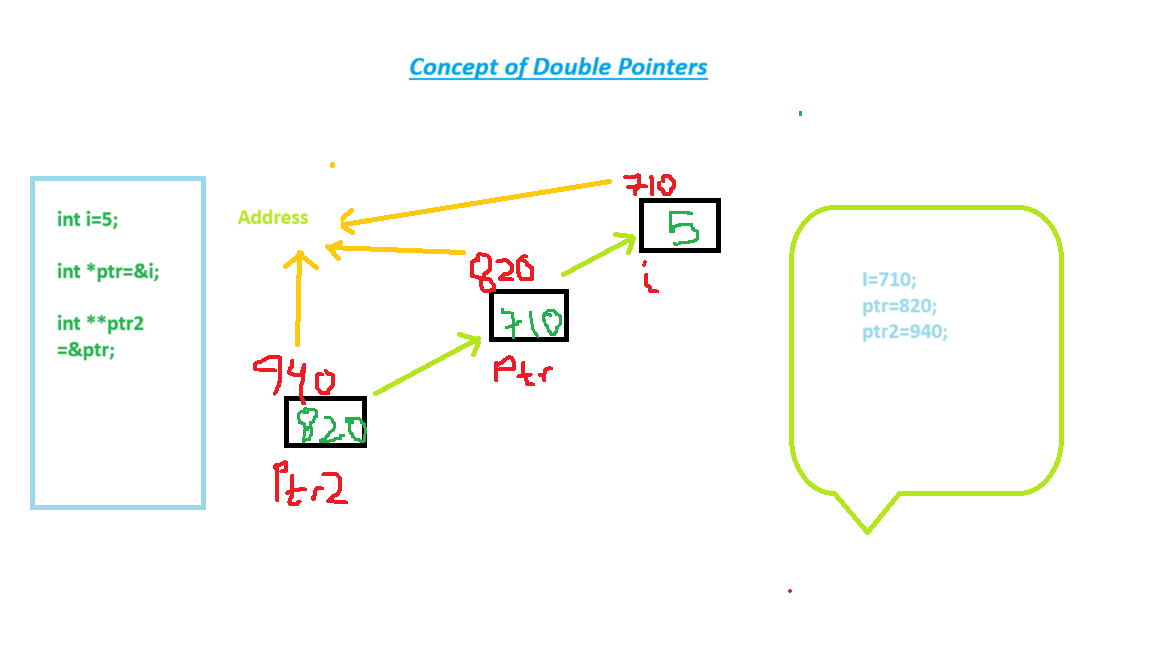 Concept of Double Pointers
int i=5;
int *ptr=&i;
int **ptr2
=&ptr;
Address
710
5
i
820
710
Ptr
940
820
Ptr2
I=710;
ptr=820;
ptr2=940;